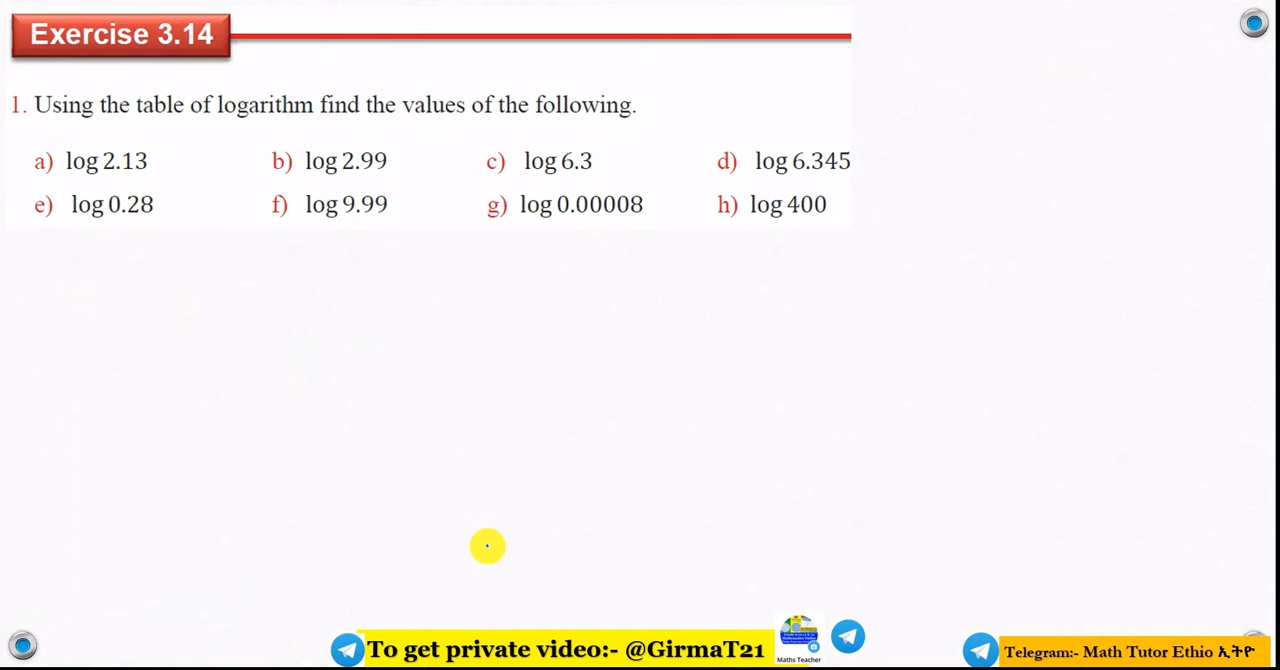 Exercise 3.14
1. Using the table of logarithm find the values of the following.
a) log 2.13 b) log 2.99 c) log 6.3 d) log 6.345
e) log 0.28 f) log 9.99 g) log 0.00008 h) log 400
To get private video:- @GirmaT21
Maths Teacher
Telegram:- Math Tutor Ethio ኢትዮ